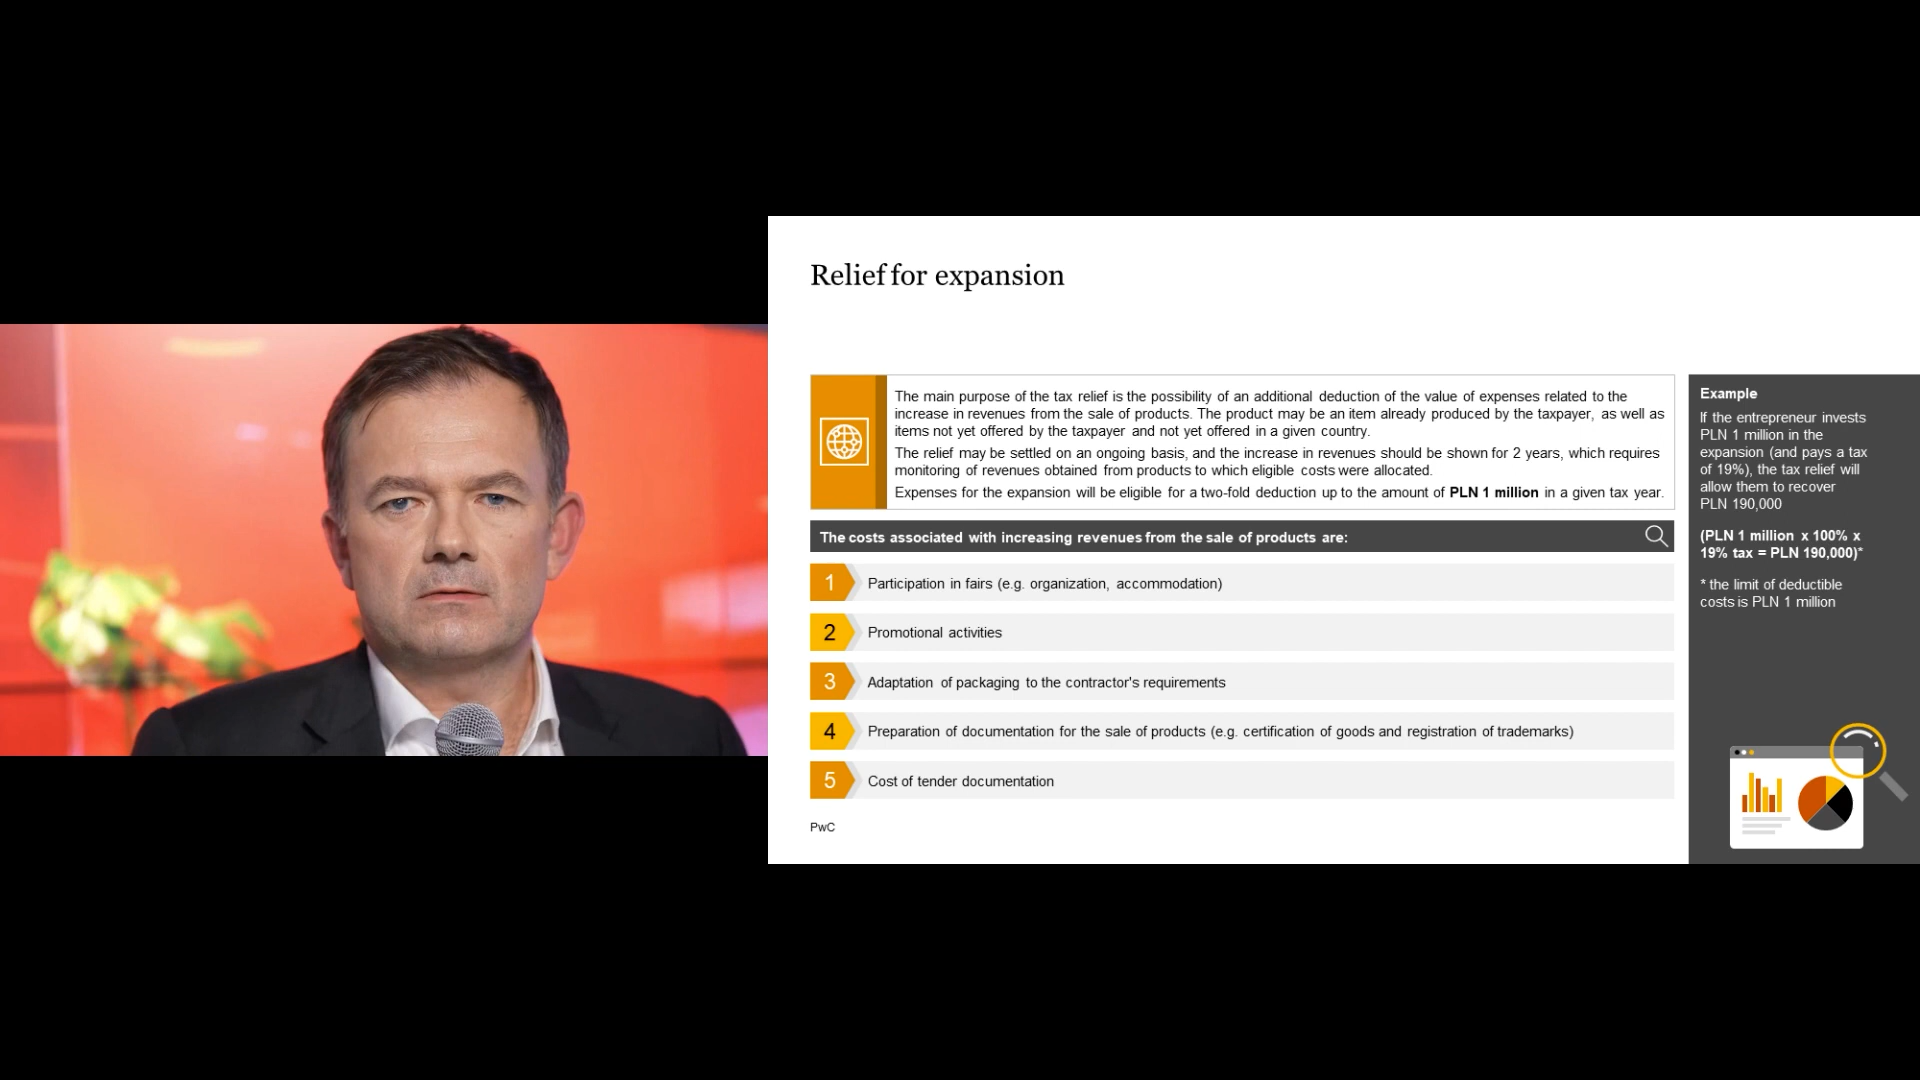 Relief for expansion
The main purpose of the tax relief is the possibility of an additional deduction of the value of expenses related to the
increase in revenues from the sale of products. The product may be an item already produced by the taxpayer, as well as
items not yet offered by the taxpayer and not yet offered in a given country.
The relief may be settled on an ongoing basis, and the increase in revenues should be shown for 2 years, which requires
monitoring of revenues obtained from products to which eligible costs were allocated.
Expenses for the expansion will be eligible for a two-fold deduction up to the amount of PLN 1 million in a given tax year.
The costs associated with increasing revenues from the sale of products are:
1 Participation in fairs (e.g. organization, accommodation)
2 Promotional activities
3 Adaptation of packaging to the contractor's requirements
4 Preparation of documentation for the sale of products (e.g. certification of goods and registration of trademarks)
5 Cost of tender documentation
PwC
Example
If the entrepreneur invests
PLN 1 million in the
expansion (and pays a tax
of 19%), the tax relief will
allow them to recover
PLN 190,000
(PLN 1 million x 100% x
19% tax = PLN 190,000)*
* the limit of deductible
costs is PLN 1 million